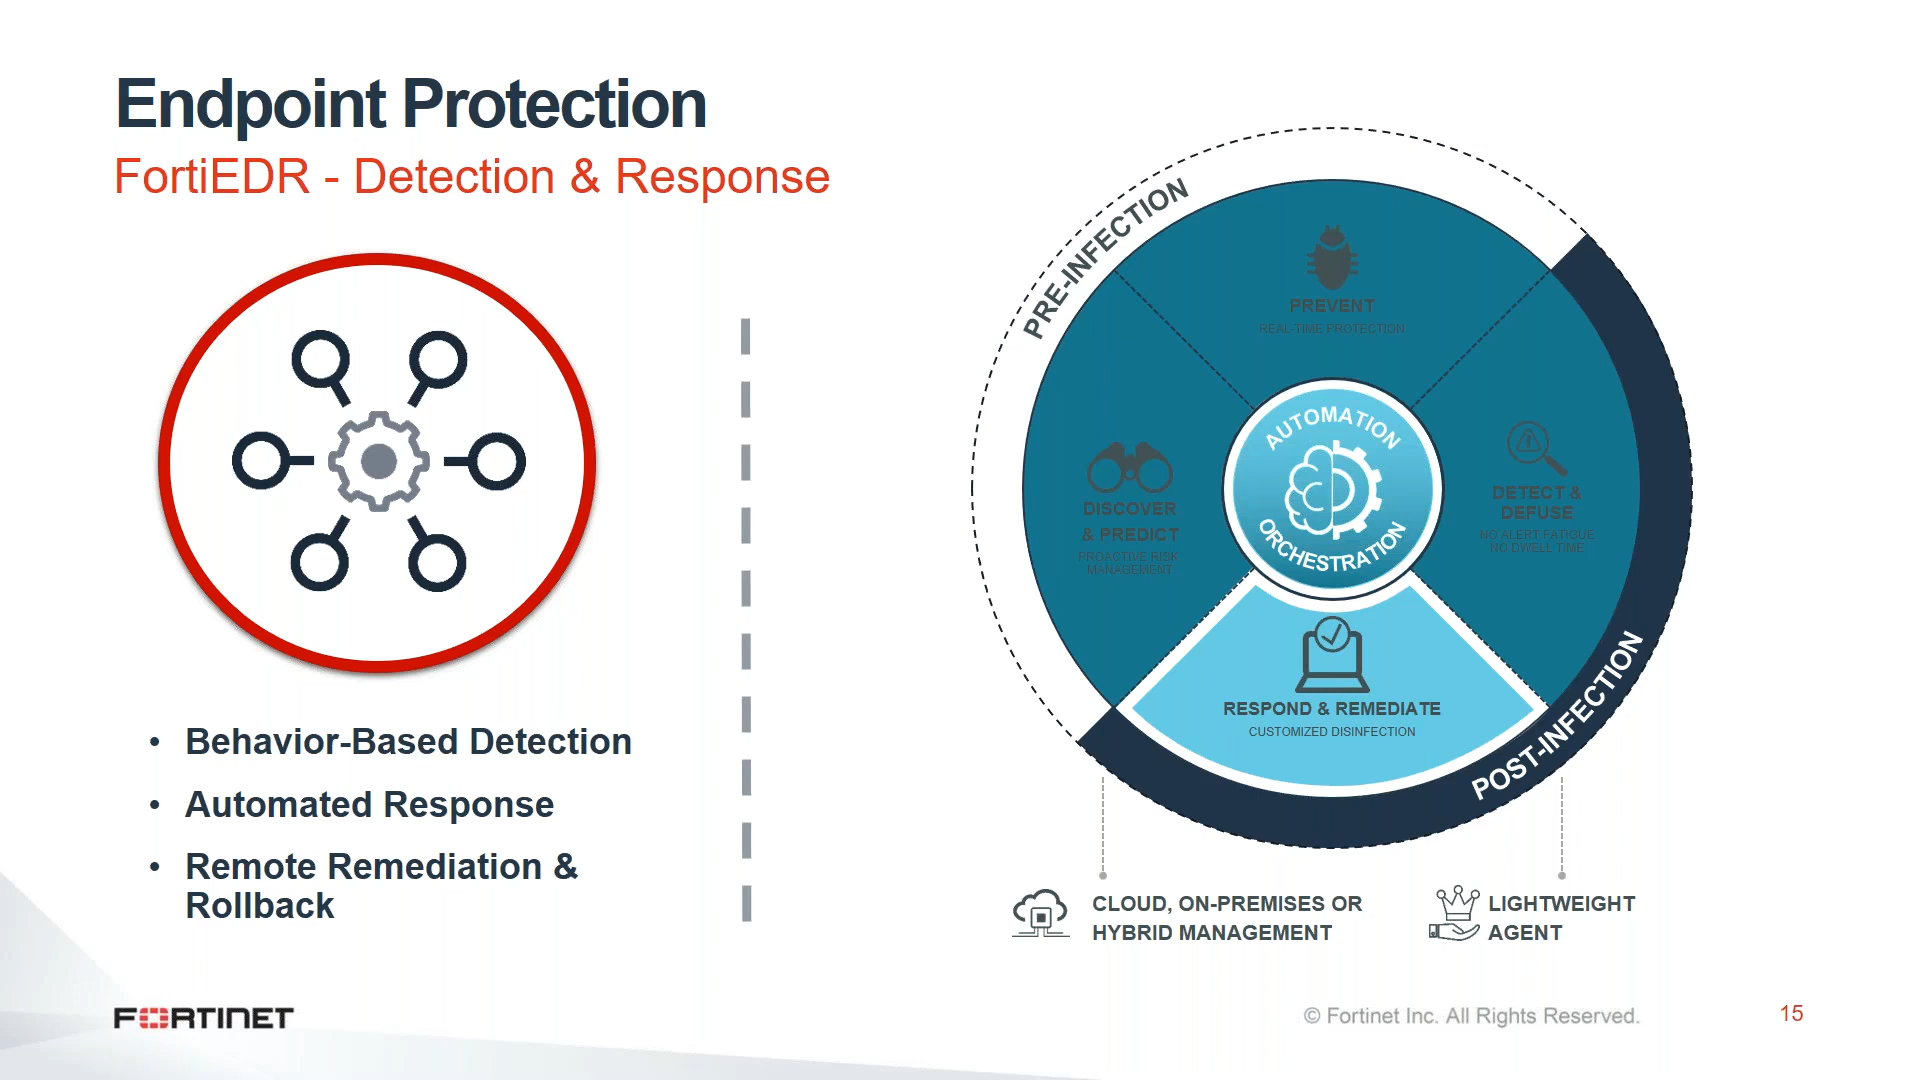 Endpoint Protection
FortiEDR - Detection & Response
• Behavior-Based Detection
• Automated Response
• Remote Remediation &
Rollback
PRE-INFECTION
PREVENT
REAL-TIME PROTECTION
AUTOMATION
ORCHESTRATION
DISCOVER
& PREDICT
PROACTIVE RISK
MANAGEMENT
DETECT &
DEFUSE
NO ALERT FATIGUE
NO DWELL TIME
RESPOND & REMEDIATE
CUSTOMIZED DISINFECTION
POST-INFECTION
CLOUD, ON-PREMISES OR
HYBRID MANAGEMENT
LIGHTWEIGHT
AGENT
FORTINET
© Fortinet Inc. All Rights Reserved.
15